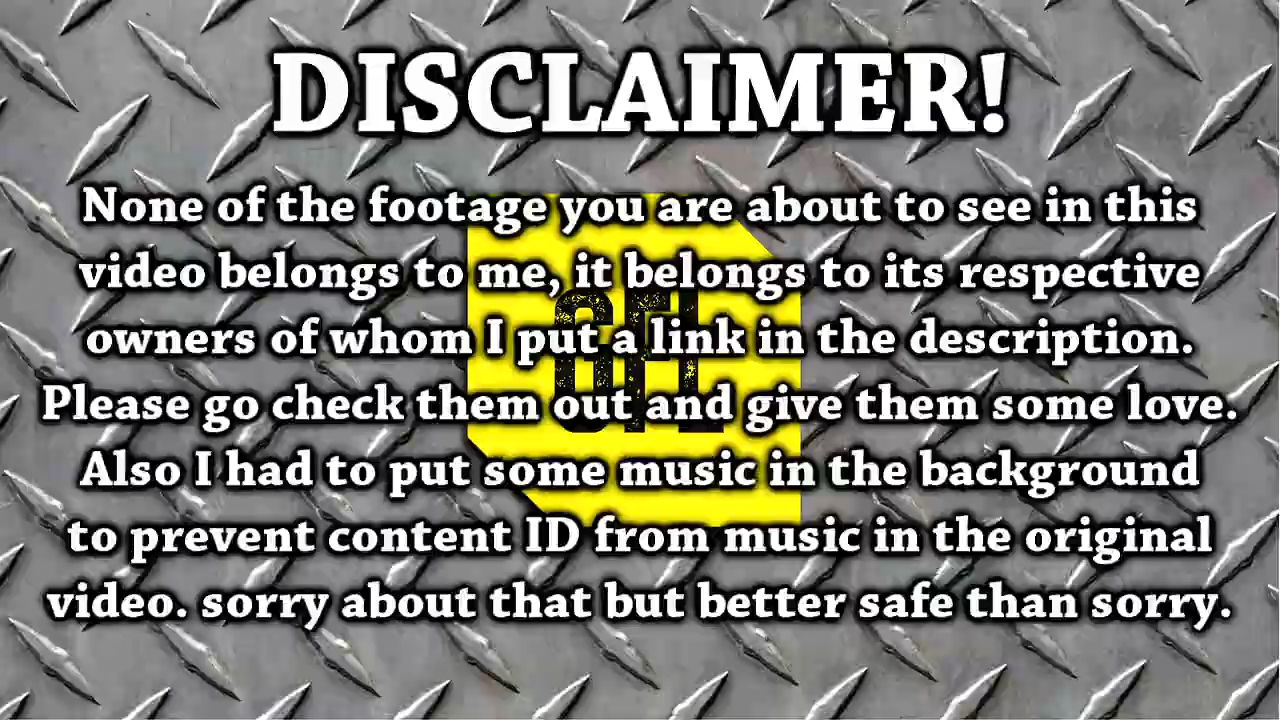 DISCLAIMER!
None of the footage you are about to see in this
video belongs to me, it belongs to its respective
owners of whom I put a link in the description.
Please go check them out and give them some love.
Also I had to put some music in the background
to prevent content ID from music in the original
video. sorry about that but better safe than sorry.